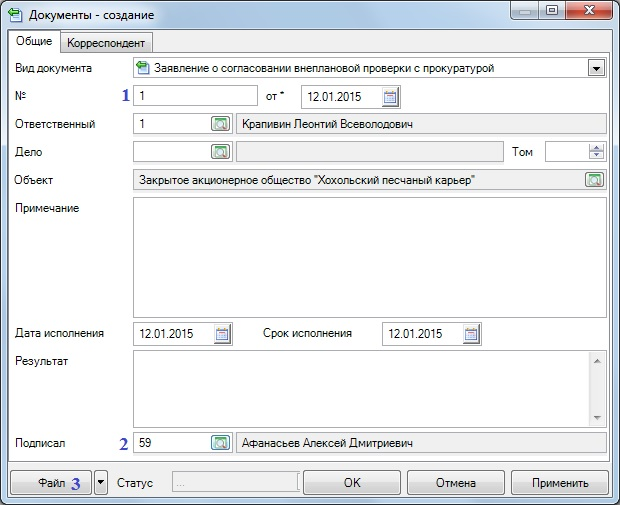 Документы - создание
Общие Корреспондент
Вид документа Заявление о согласовании внеплановой проверки с прокуратурой
№ 1 1 от * 12.01.2015
Ответственный 1 Крапивин Леонтий Всеволодович
Дело Том
Объект Закрытое акционерное общество "Хохольский песчаный карьер"
Примечание
Дата исполнения 12.01.2015 Срок исполнения 12.01.2015
Результат
Подписал 2 59 Афанасьев Алексей Дмитриевич
Файл 3 Статус ... OK Отмена Применить